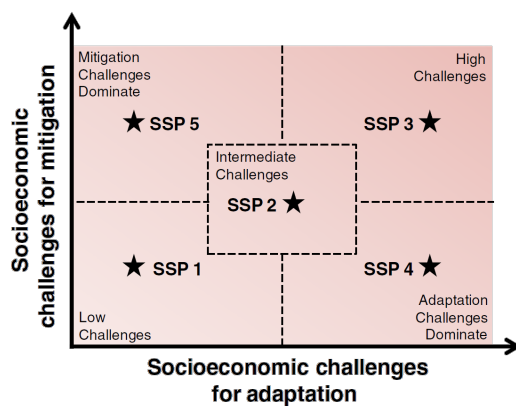 Socioeconomic
challenges for mitigation
Mitigation
Challenges
Dominate
High
Challenges
SSP 5
SSP 3
Intermediate
Challenges
SSP 2
SSP 1
SSP 4
Low
Challenges
Adaptation
Challenges
Dominate
Socioeconomic challenges
for adaptation